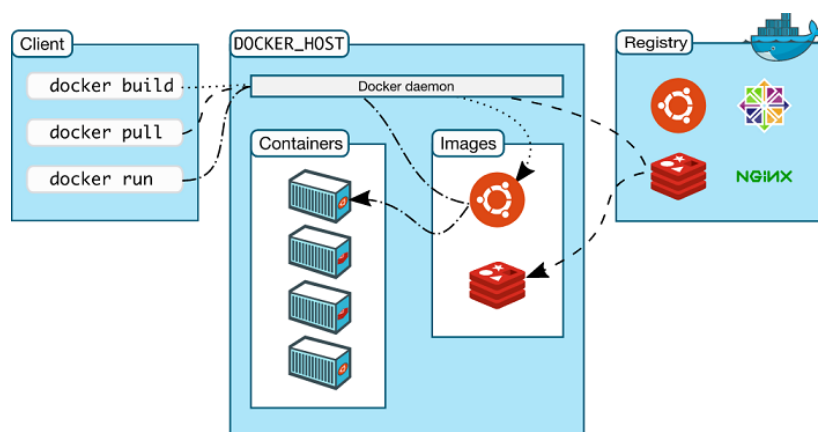 Client
docker build
docker pull
docker run
DOCKER_HOST
Docker daemon
Containers
Images
Registry
NGiNX